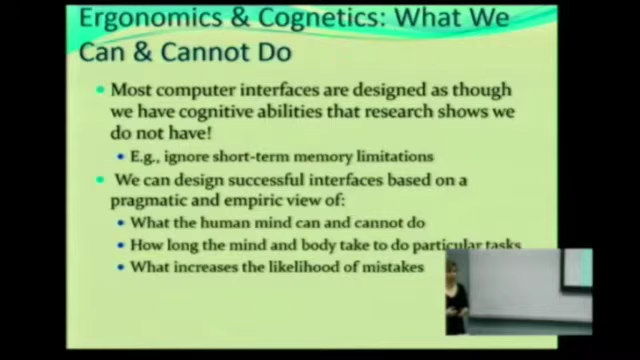 Ergonomics & Cognetics: What We
Can & Cannot Do
Most computer interfaces are designed as though
we have cognitive abilities that research shows we
do not have!
E.g., ignore short-term memory limitations
We can design successful interfaces based on a
pragmatic and empiric view of:
What the human mind can and cannot do
How long the mind and body take to do particular tasks
What increases the likelihood of mistakes